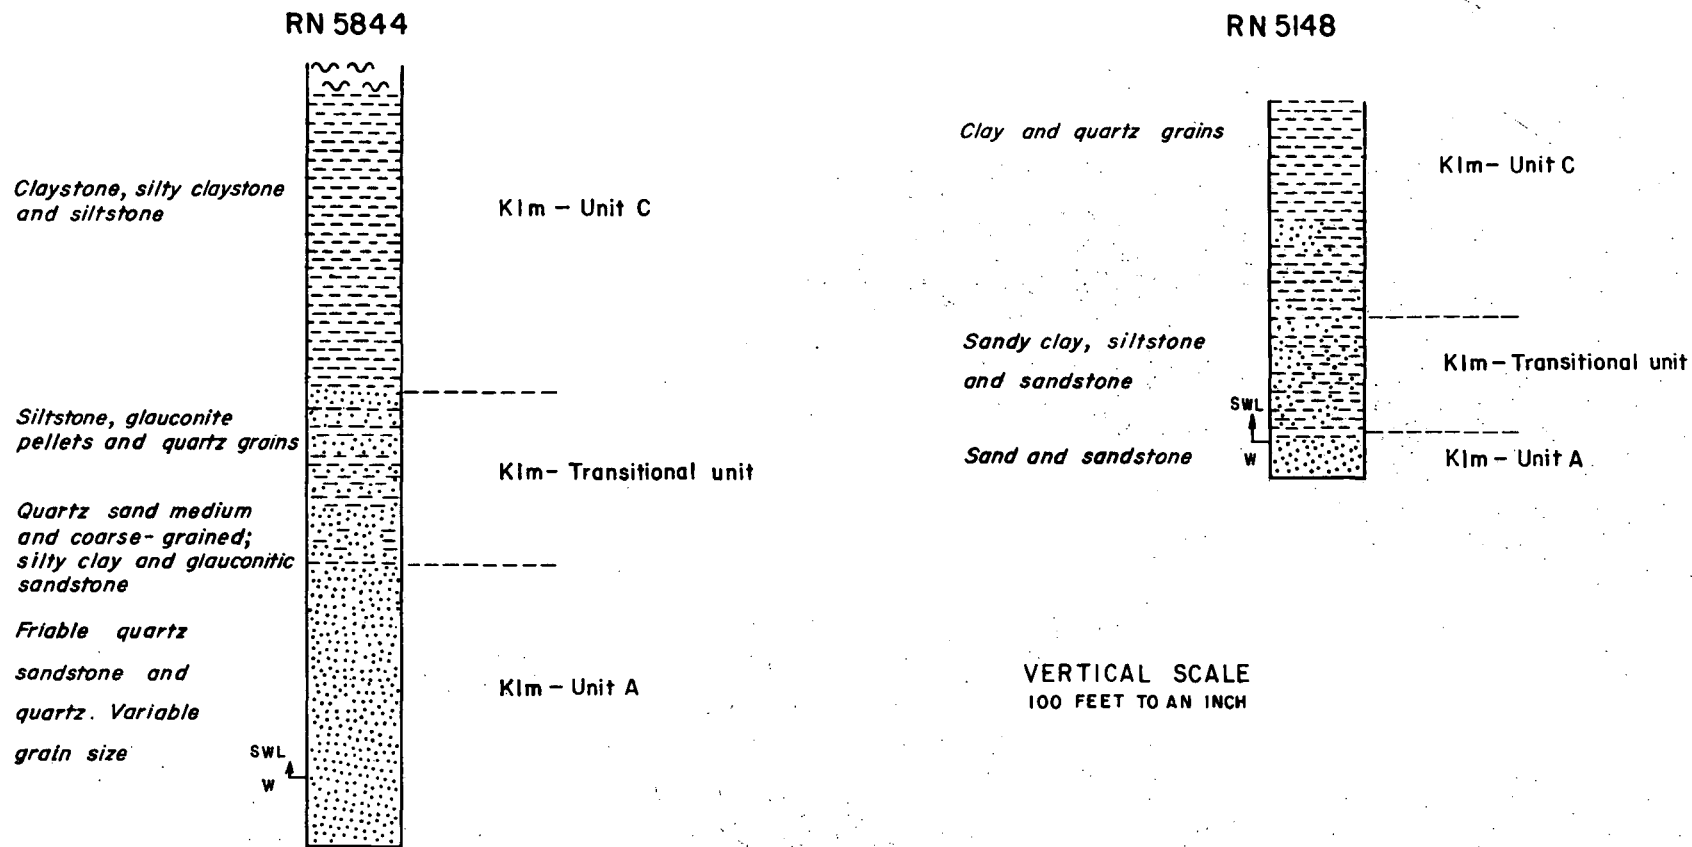 RN 5844
Claystone, silty claystone
and siltstone
Klm - Unit C
Siltstone, glauconite
pellets and quartz grains
Klm - Transitional unit
Quartz sand medium
and coarse-grained;
silty clay and glauconitic
sandstone
Friable quartz
sandstone and
quartz. Variable
grain size
Klm - Unit A
SWL
W
RN 5148
Clay and quartz grains
Klm - Unit C
Sandy clay, siltstone
and sandstone
Klm - Transitional unit
SWL
W
Sand and sandstone
Klm - Unit A
VERTICAL SCALE
100 FEET TO AN INCH